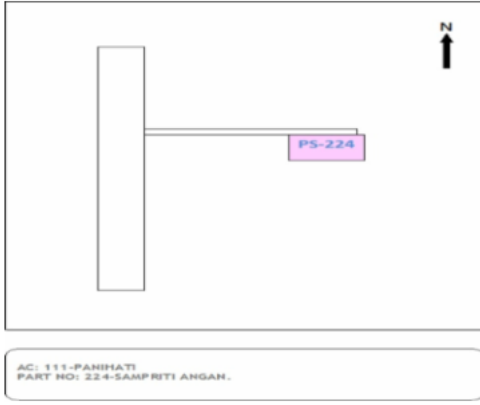 N
PS-224
AC: 111-PANIHATI
PART NO: 224-SAMPRITI ANGAN.